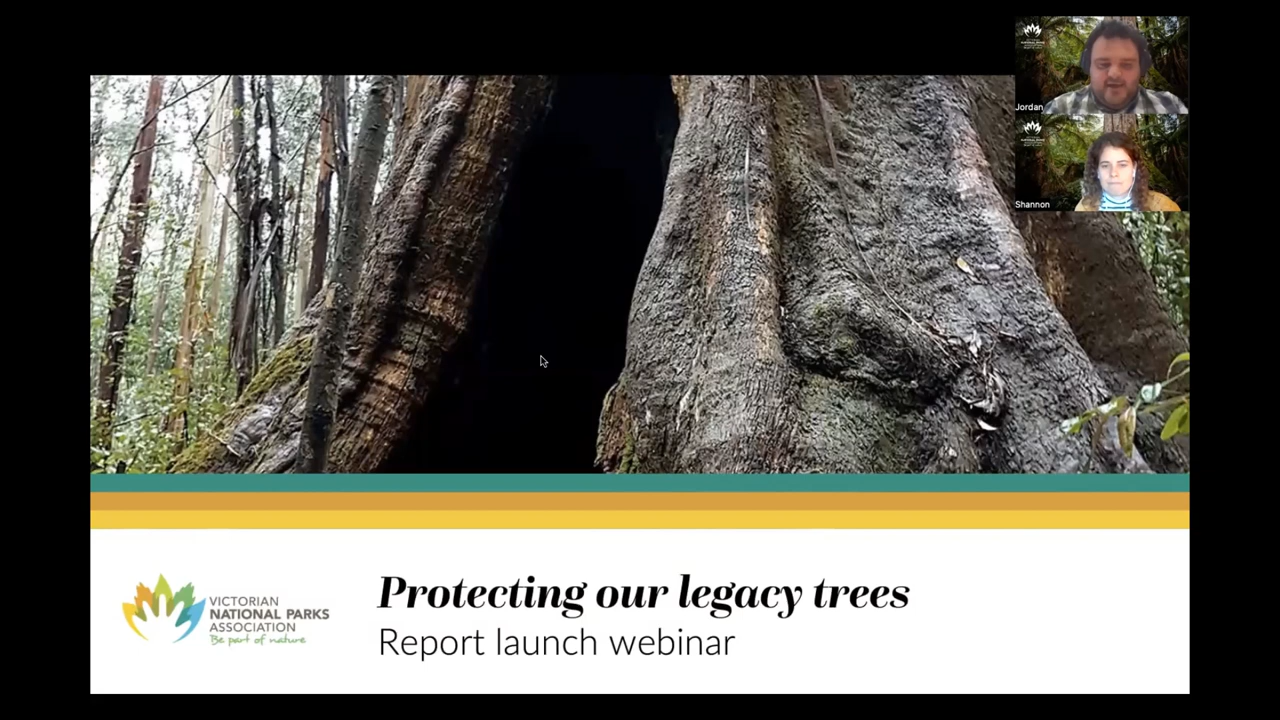 Jordan
Shannon
VICTORIAN
NATIONAL PARKS
ASSOCIATION
Be part of nature
Protecting our legacy trees
Report launch webinar